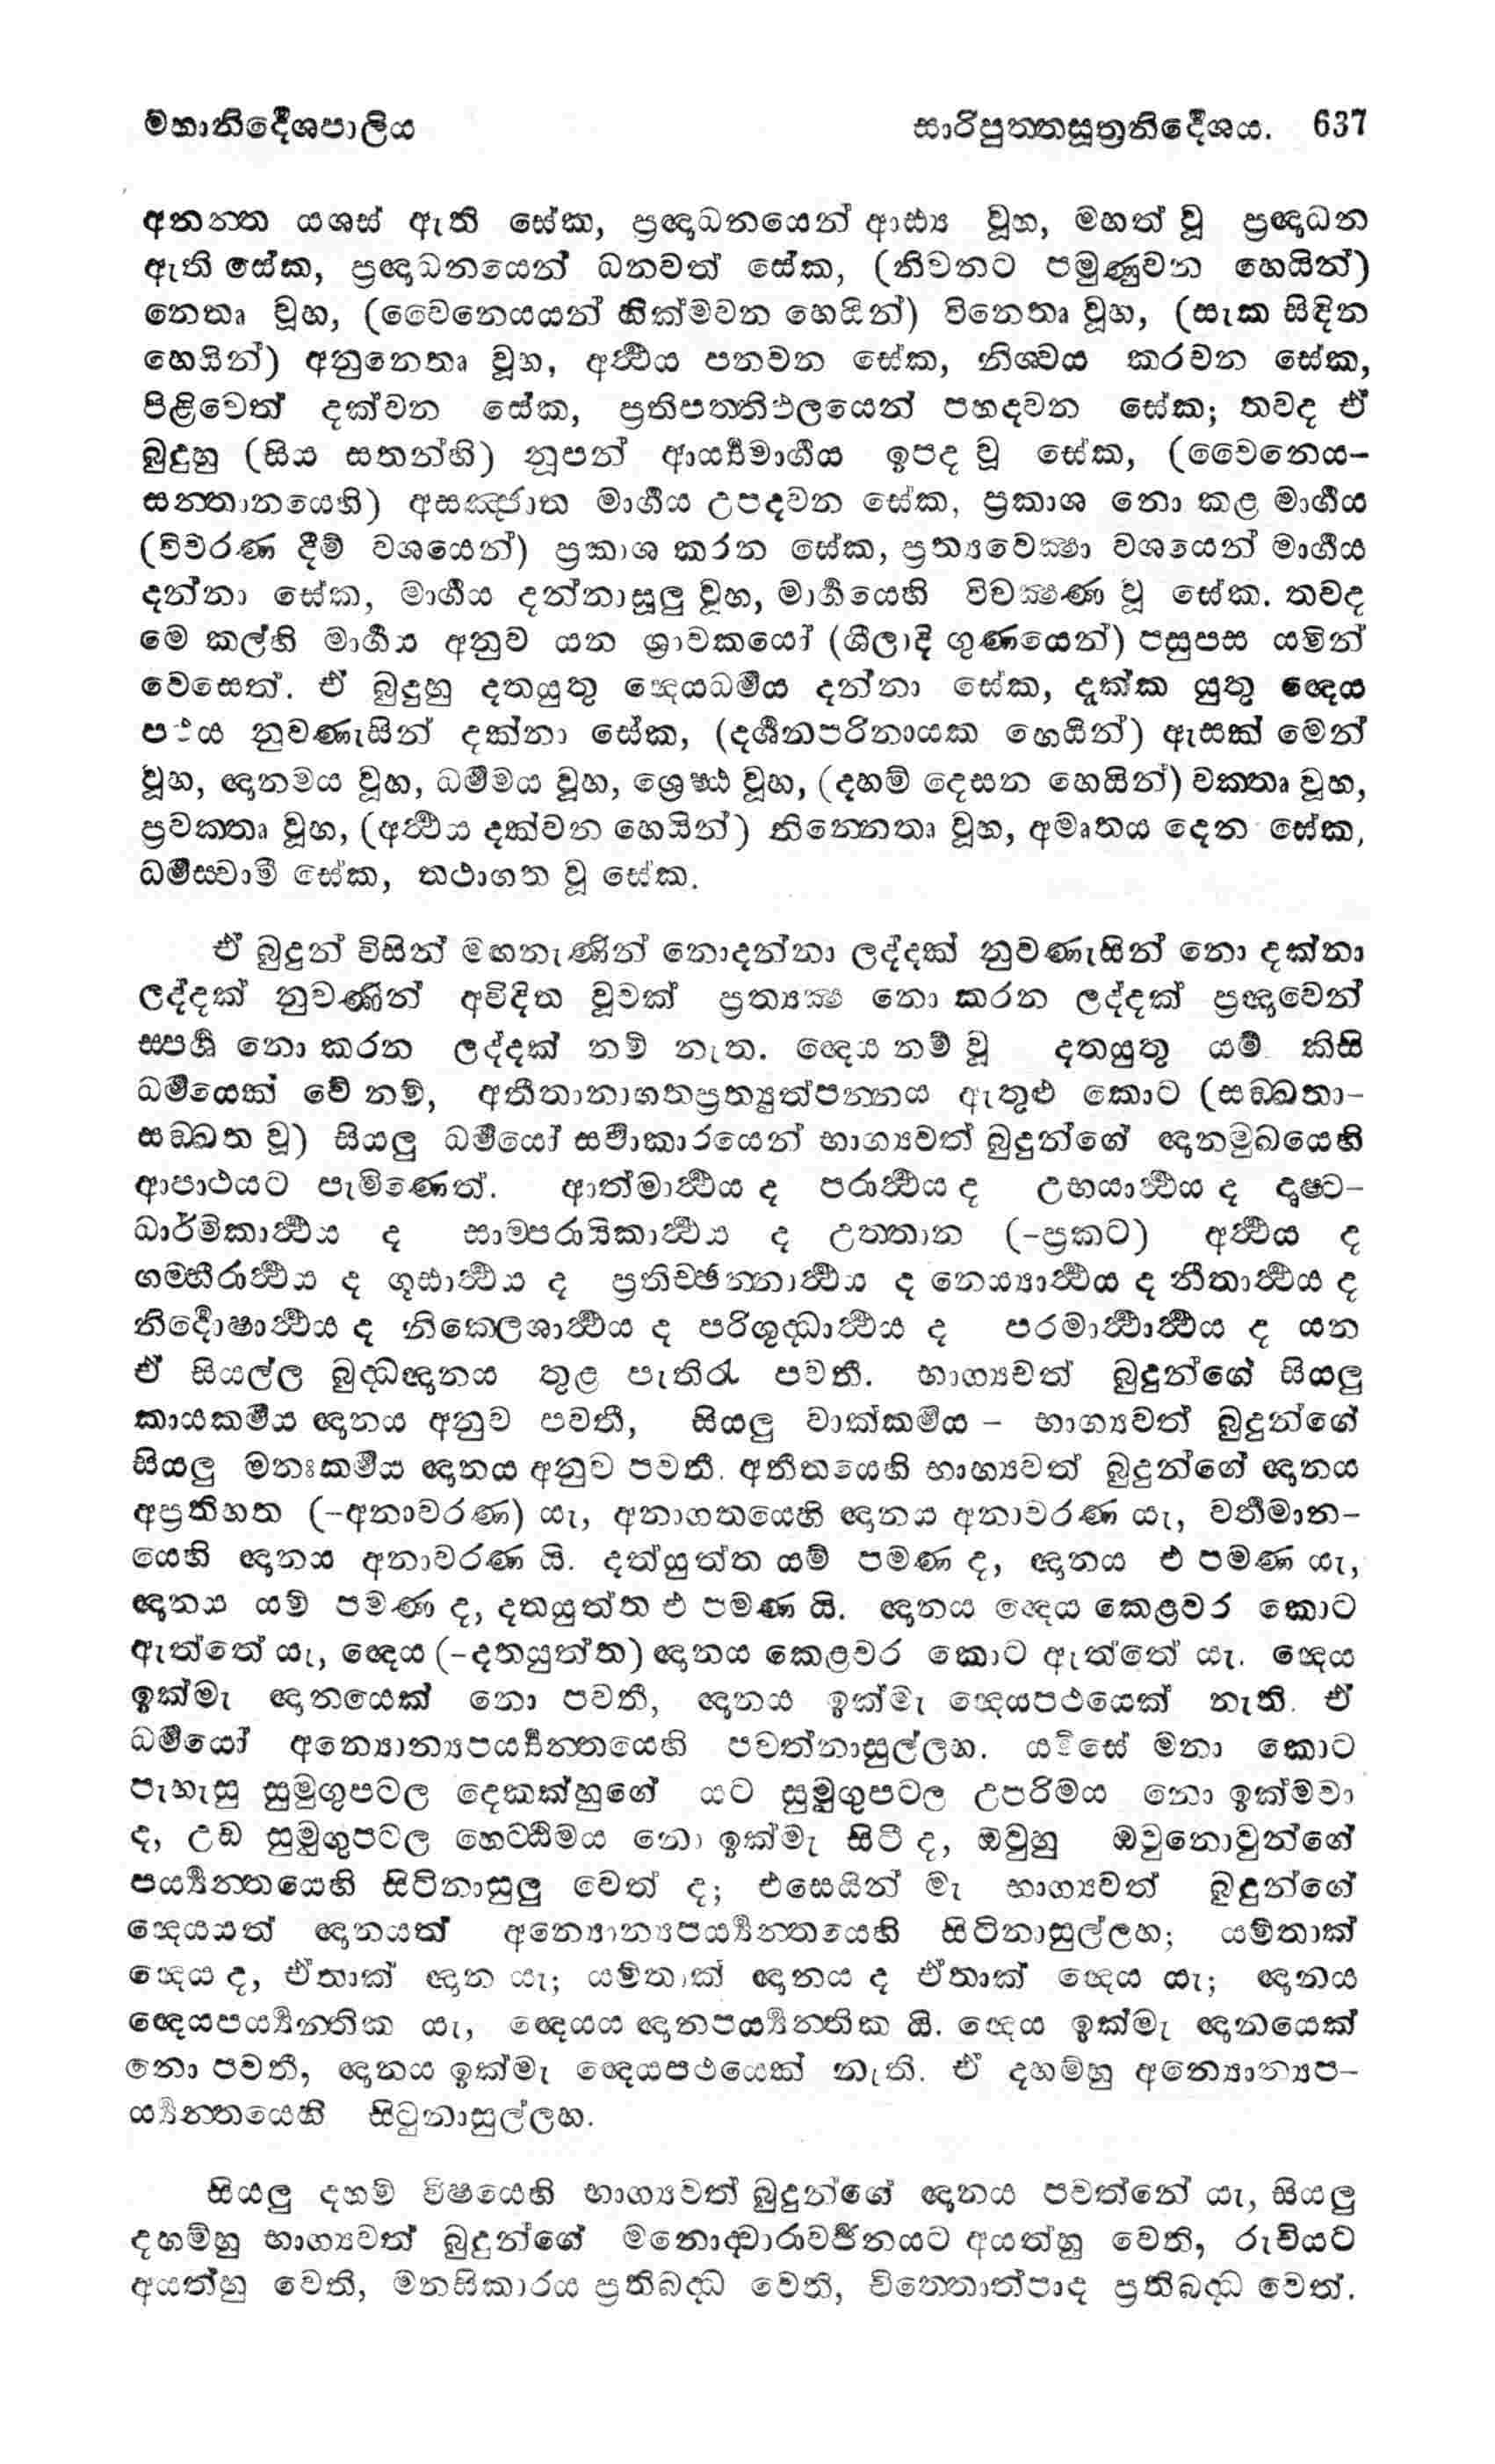 මහානිර්‍දෙශපාලිය සාරිපුත්තසූත්‍රනිර්‍දෙශය. 637
අනන්ත යශස් ඇති සේක, ප්‍රඥාධනයෙන් ආඪ්‍ය වූහ, මහත් වූ ප්‍රඥාධන
ඇති සේක, ප්‍රඥාධනයෙන් ධනවත් සේක, (නිවනට පමුණුවන හෙයින්)
නෙතෘ වූහ, (වෛනෙයයන් හික්මවන හෙයින්) විනෙතෘ වූහ, (සැක සිඳින
හෙයින්) අනුනෙතෘ වූහ, අර්‍ථය පනවන සේක, නිශ්චය කරවන සේක,
පිළිවෙත් දක්වන සේක, ප්‍රතිපත්තිඵලයෙන් පහදවන සේක; තවද ඒ
බුදුහු (සිය සතන්හි) නූපන් ආර්‍ය්‍යමාර්‍ගය ඉපද වූ සේක, (වෛනෙය-
සන්තානයෙහි) අසඤ්ජාත මාර්‍ගය උපදවන සේක, ප්‍රකාශ නො කළ මාර්‍ගය
(විවරණ දීම් වශයෙන්) ප්‍රකාශ කරන සේක, ප්‍රත්‍යවෙක්‍ෂා වශයෙන් මාර්‍ගය
දන්නා සේක, මාර්‍ගය දන්නාසූලු වූහ, මාර්‍ගයෙහි විචක්‍ෂණ වූ සේක. තවද
මෙ කල්හි මාර්‍ගය අනුව යන ශ්‍රාවකයෝ (ශීලාදි ගුණයෙන්) පසුපස යමින්
වෙසෙත්. ඒ බුදුහු දතයුතු ඥෙයධර්‍මය දන්නා සේක, දැක්ක යුතු ඥෙය
පථය නුවණැසින් දක්නා සේක, (දර්‍ශනපරිනායක හෙයින්) ඇසක් මෙන්
වූහ, ඥානමය වූහ, ධර්‍මමය වූහ, ශ්‍රෙෂ්ඨ වූහ, (දහම් දෙසන හෙයින්) වක්තෘ වූහ,
ප්‍රවක්තෘ වූහ, (අර්‍ථය දක්වන හෙයින්) නින්නෙතෘ වූහ, අමෘතය දෙන සේක,
ධර්‍මස්වාමී සේක, තථාගත වූ සේක.
ඒ බුදුන් විසින් මඟනැණින් නොදන්නා ලද්දක් නුවණැසින් නො දක්නා
ලද්දක් නුවණින් අවිදිත වූවක් ප්‍රත්‍යක්‍ෂ නො කරන ලද්දක් ප්‍රඥාවෙන්
ස්පර්‍ශ නො කරන ලද්දක් නම් නැත. ඥෙය නම් වූ දතයුතු යම් කිසි
ධර්‍මයෙක් වේ නම්, අතීතානාගතප්‍රත්‍යුත්පන්නය ඇතුළු කොට (සඞ්ඛතා-
සඞ්ඛත වූ) සියලු ධර්‍මයෝ සර්‍වාකාරයෙන් භාග්‍යවත් බුදුන්ගේ ඥානමුඛයෙහි
ආපාථයට පැමිණෙත්. ආත්මාර්‍ථය ද පරාර්‍ථය ද උභයාර්‍ථය ද දෘෂ්ට-
ධාර්මිකාර්‍ථය ද සාම්පරායිකාර්‍ථය ද උත්තාන (-ප්‍රකට) අර්‍ථය ද
ගම්භීරාර්‍ථය ද ගූඪාර්‍ථය ද ප්‍රතිච්ඡන්නාර්‍ථය ද නෙය්‍යාර්‍ථය ද නීතාර්‍ථය ද
නිර්‍දොෂාර්‍ථය ද නික්ලෙශාර්‍ථය ද පරිශුද්ධාර්‍ථය ද පරමාර්‍ථාර්‍ථය ද යන
ඒ සියල්ල බුද්ධඥානය තුළ පැතිරැ පවතී. භාග්‍යවත් බුදුන්ගේ සියලු
කායකර්‍මය ඥානය අනුව පවතී, සියලු වාක්කර්‍මය – භාග්‍යවත් බුදුන්ගේ
සියලු මනඃකර්‍මය ඥානය අනුව පවතී. අතීතයෙහි භාග්‍යවත් බුදුන්ගේ ඥානය
අප්‍රතිහත (-අනාවරණ) යැ, අනාගතයෙහි ඥානය අනාවරණ යැ, වර්‍තමාන-
යෙහි ඥානය අනාවරණ යි. දත්යුත්ත යම් පමණ ද, ඥානය එ පමණ යැ,
ඥානය යම් පමණ ද, දතයුත්ත එ පමණ යි. ඥානය ඥෙය කෙළවර කොට
ඇත්තේ යැ, ඥෙය (-දතයුත්ත) ඥානය කෙළවර කොට ඇත්තේ යැ. ඥෙය
ඉක්මැ ඥානයෙක් නො පවතී, ඥානය ඉක්මැ ඥෙයපථයෙක් නැති. ඒ
ධර්‍මයෝ අන්‍යොන්‍යපර්‍ය්‍යන්තයෙහි පවත්නාසුල්ලහ. යම්සේ මනා කොට
පැහැසු සුමුගුපටල දෙකක්හුගේ යට සුමුගුපටල උපරිමය නො ඉක්මවා
ද, උඩ සුමුගුපටල හෙට්ඨිමය නො ඉක්මැ සිටී ද, ඔවුහු ඔවුනොවුන්ගේ
පර්‍ය්‍යන්තයෙහි සිටිනාසුලු වෙත් ද; එසෙයින් මැ භාග්‍යවත් බුදුන්ගේ
ඥෙයයත් ඥානයත් අන්‍යොන්‍යපර්‍ය්‍යන්තයෙහි සිටිනාසුල්ලහ; යම්තාක්
ඥෙය ද, ඒතාක් ඥාන යැ; යම්තාක් ඥානය ද ඒතාක් ඥෙය යැ; ඥානය
ඥෙයපර්‍ය්‍යන්තික යැ, ඥෙයය ඥානපර්‍ය්‍යන්තික යි. ඥෙය ඉක්මැ ඥානයෙක්
නො පවතී, ඥානය ඉක්මැ ඥෙයපථයෙක් නැති. ඒ දහම්හු අන්‍යොන්‍යප-
ර්‍ය්‍යන්තයෙහි සිටුනාසුල්ලහ.
සියලු දහම් විෂයෙහි භාග්‍යවත් බුදුන්ගේ ඥානය පවත්නේ යැ, සියලු
දහම්හු භාග්‍යවත් බුදුන්ගේ මනොද්වාරාවර්‍ජනයට අයත්හු වෙති, රුචියට
අයත්හු වෙති, මනසිකාරය ප්‍රතිබද්ධ වෙති, චිත්තොත්පාද ප්‍රතිබද්ධ වෙත්.